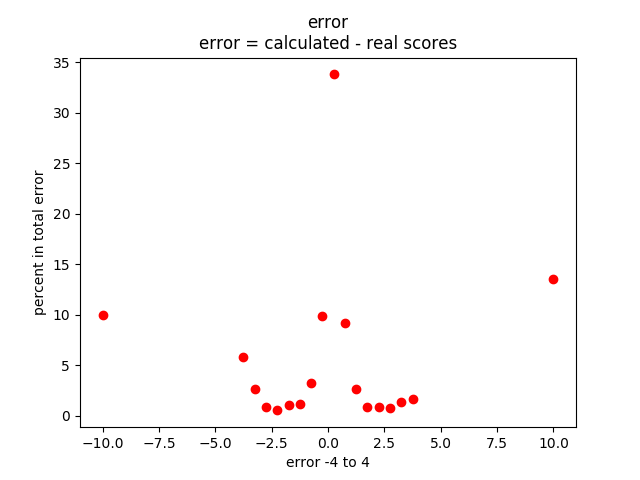 error
error = calculated - real scores
35
30
25
20
15
10
5
0
percent in total error
−10.0 −7.5 −5.0 −2.5 0.0 2.5 5.0 7.5 10.0
error -4 to 4